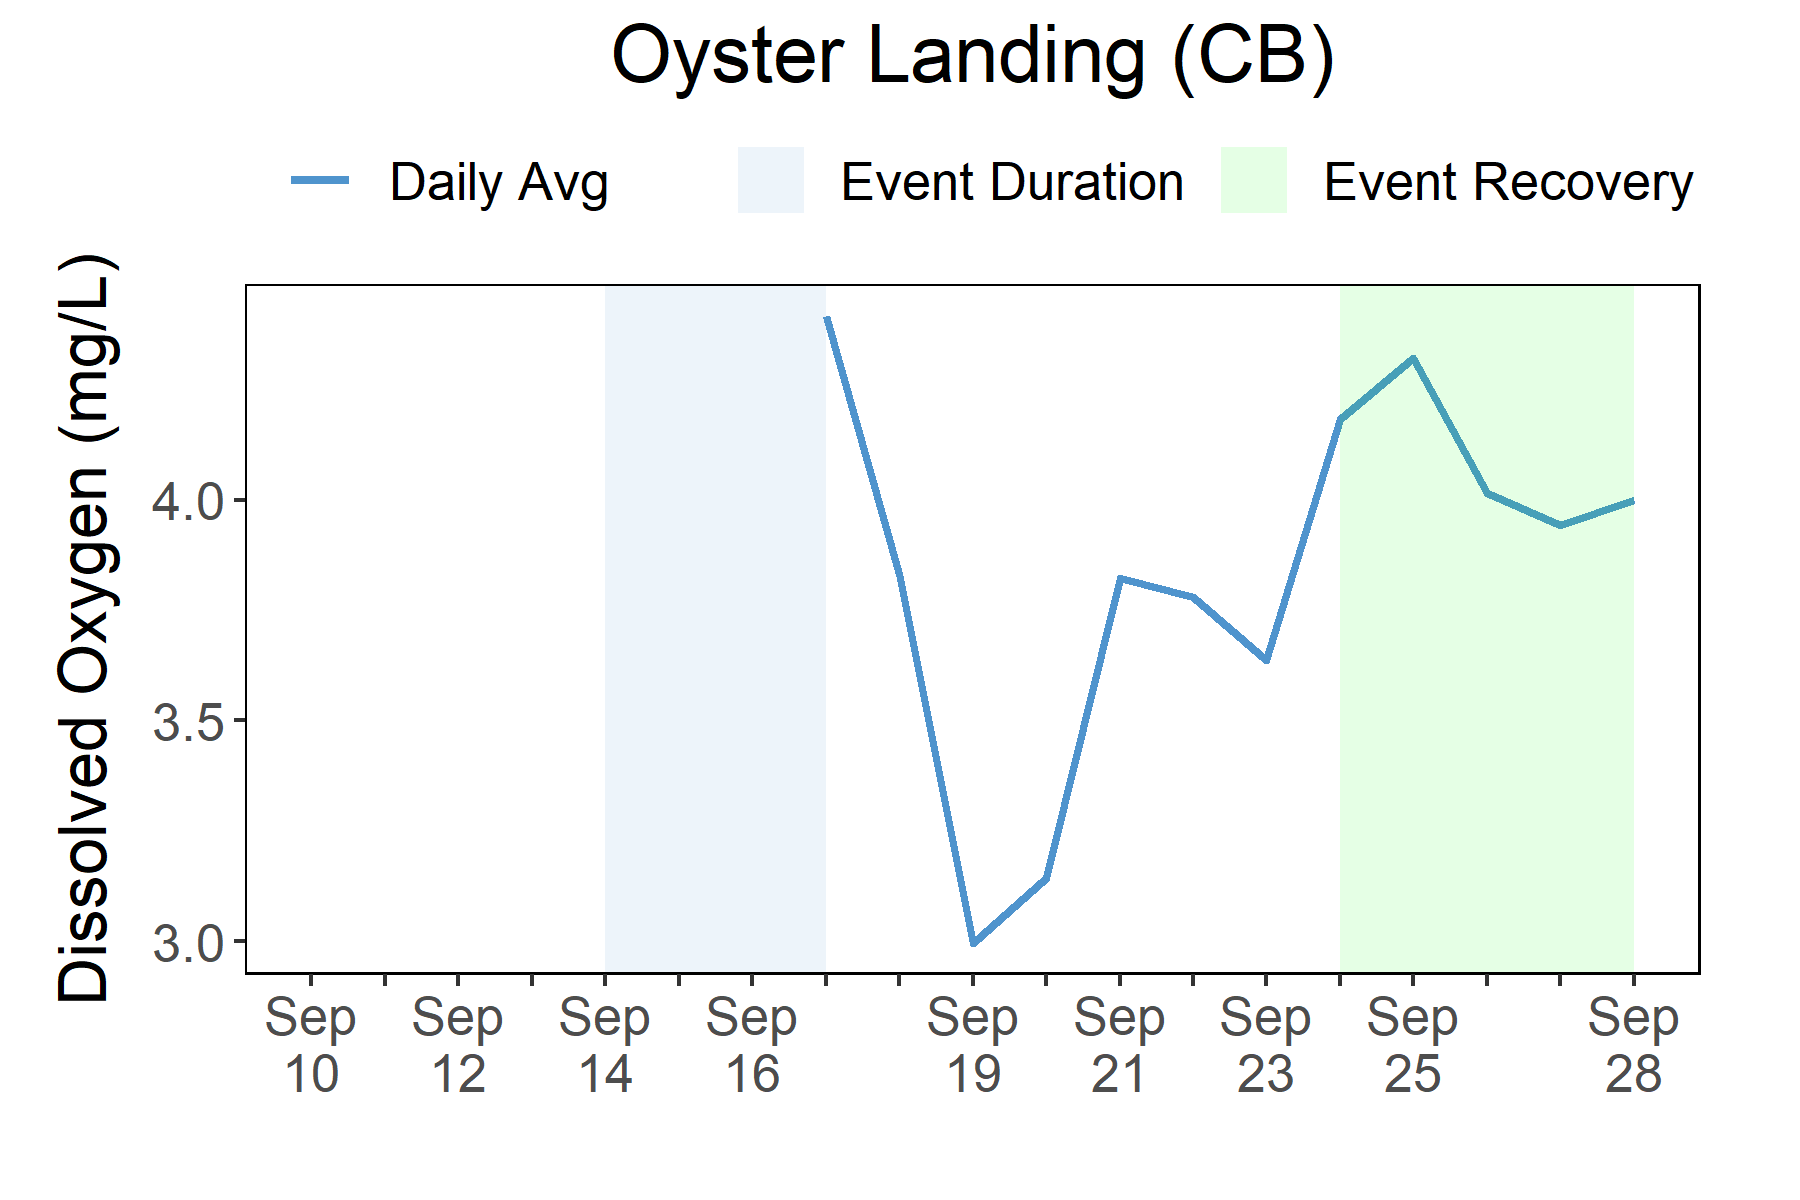 Oyster Landing (CB)
Daily Avg
Event Duration
Event Recovery
Dissolved Oxygen (mg/L)
4.0
3.5
3.0
Sep
10
Sep
12
Sep
14
Sep
16
Sep
19
Sep
21
Sep
23
Sep
25
Sep
28